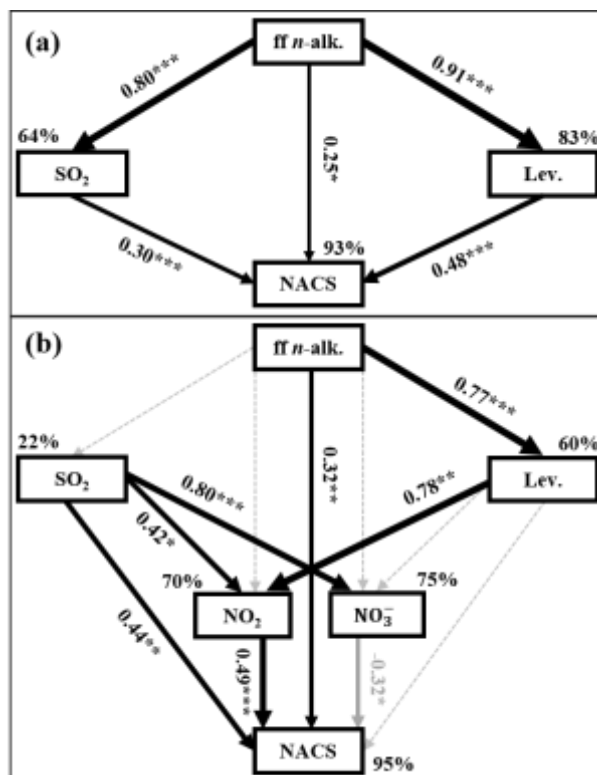 (a)
ff n-alk.
0.80***
0.91***
64%
83%
SO₂
0.25*
Lev.
0.30***
93%
0.48***
NACS
(b)
ff n-alk.
0.77***
22%
60%
SO₂
0.80***
0.32**
0.78**
Lev.
0.42*
70%
75%
NO₂
NO₃⁻
0.44**
0.49***
-0.32*
NACS
95%